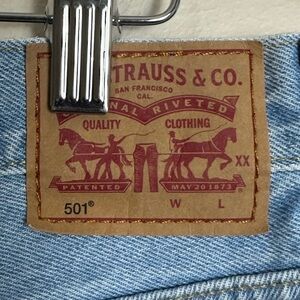 STRAUSS & CO.
SAN FRANCISCO
CAL.
NAL RIVETED
QUALITY CLOTHING
XX
PATENTED MAY 20 1873
501® W L